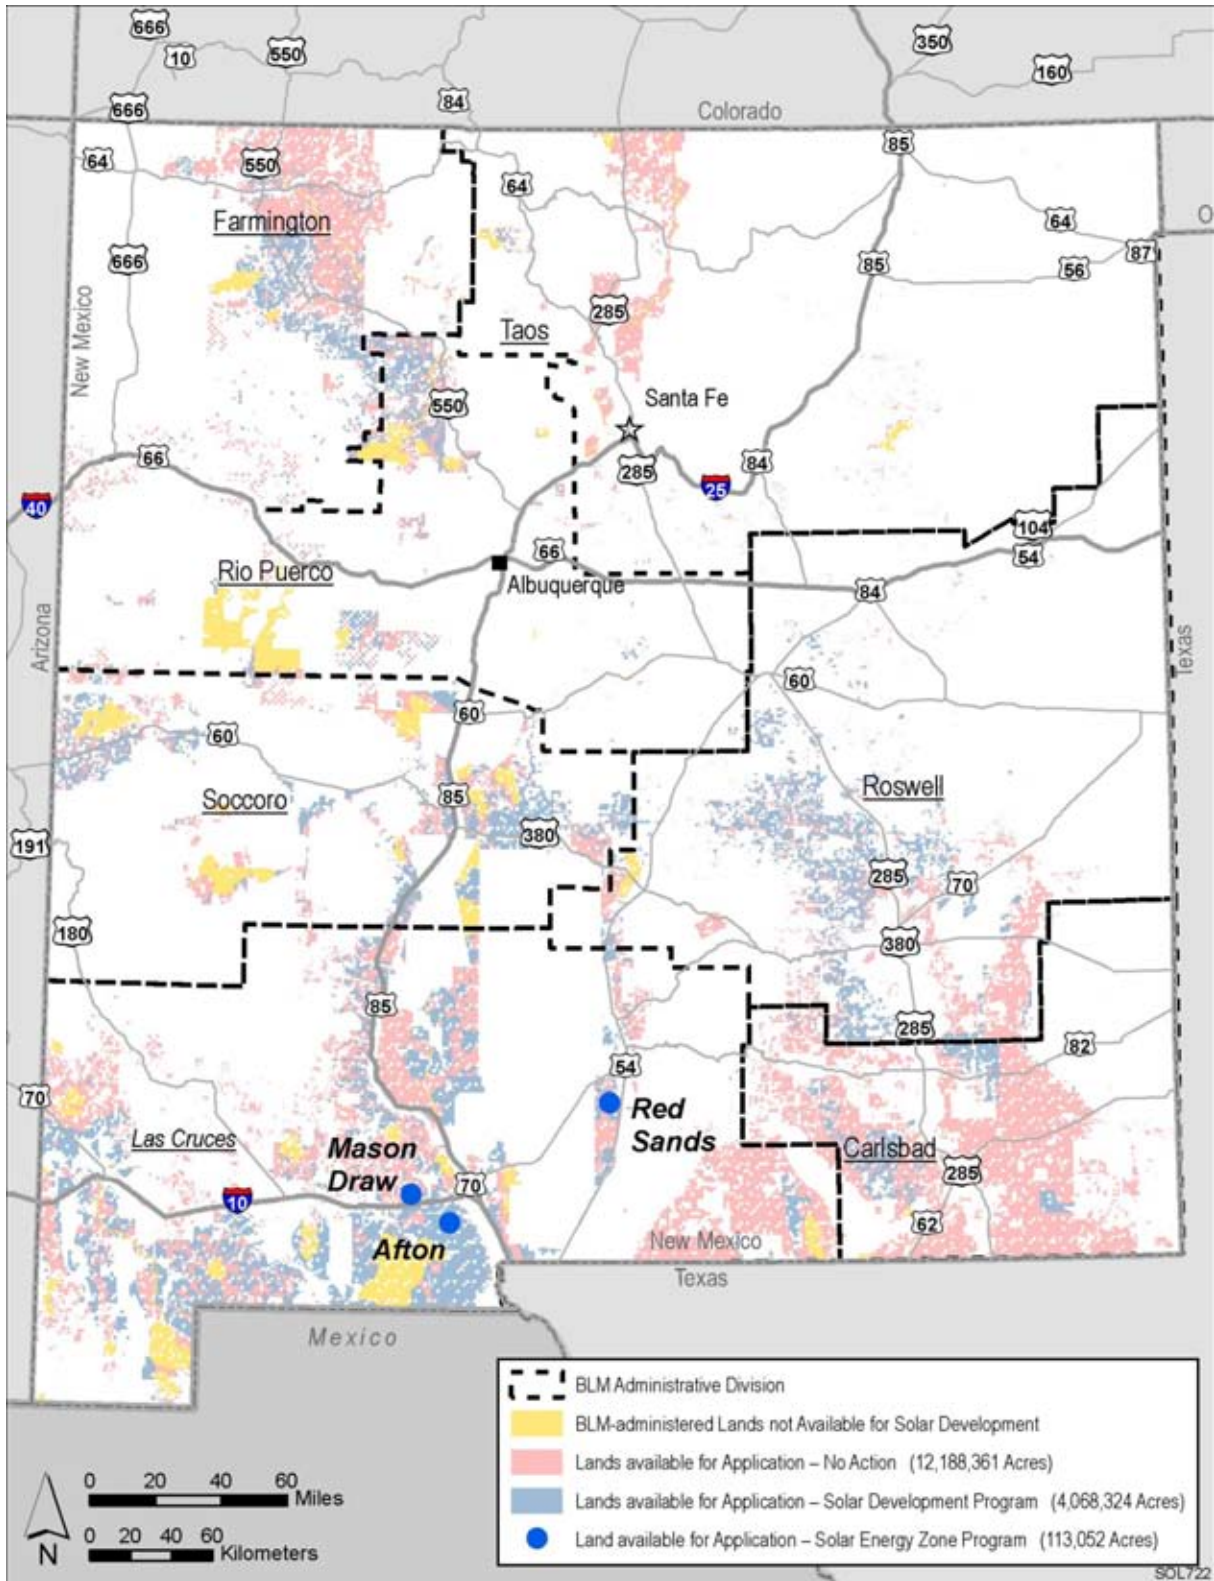 666
10
550
350
160
666
84
Colorado
85
64
550
64
Farmington
64
O
666
85
56
87
New Mexico
285
Taos
550
Santa Fe
66
285
84
25
40
104
66
54
Rio Puerco
Albuquerque
84
Arizona
Texas
60
60
60
Soccoro
85
Roswell
191
380
285
70
180
380
85
285
82
54
70
Red
Sands
Las Cruces
Mason
Draw
Carlsbad
70
285
10
62
Afton
New Mexico
Texas
Mexico
BLM Administrative Division
BLM-administered Lands not Available for Solar Development
Lands available for Application – No Action (12,188,361 Acres)
Lands available for Application – Solar Development Program (4,068,324 Acres)
Land available for Application – Solar Energy Zone Program (113,052 Acres)
0 20 40 60
Miles
0 20 40 60
Kilometers
N
SOL722